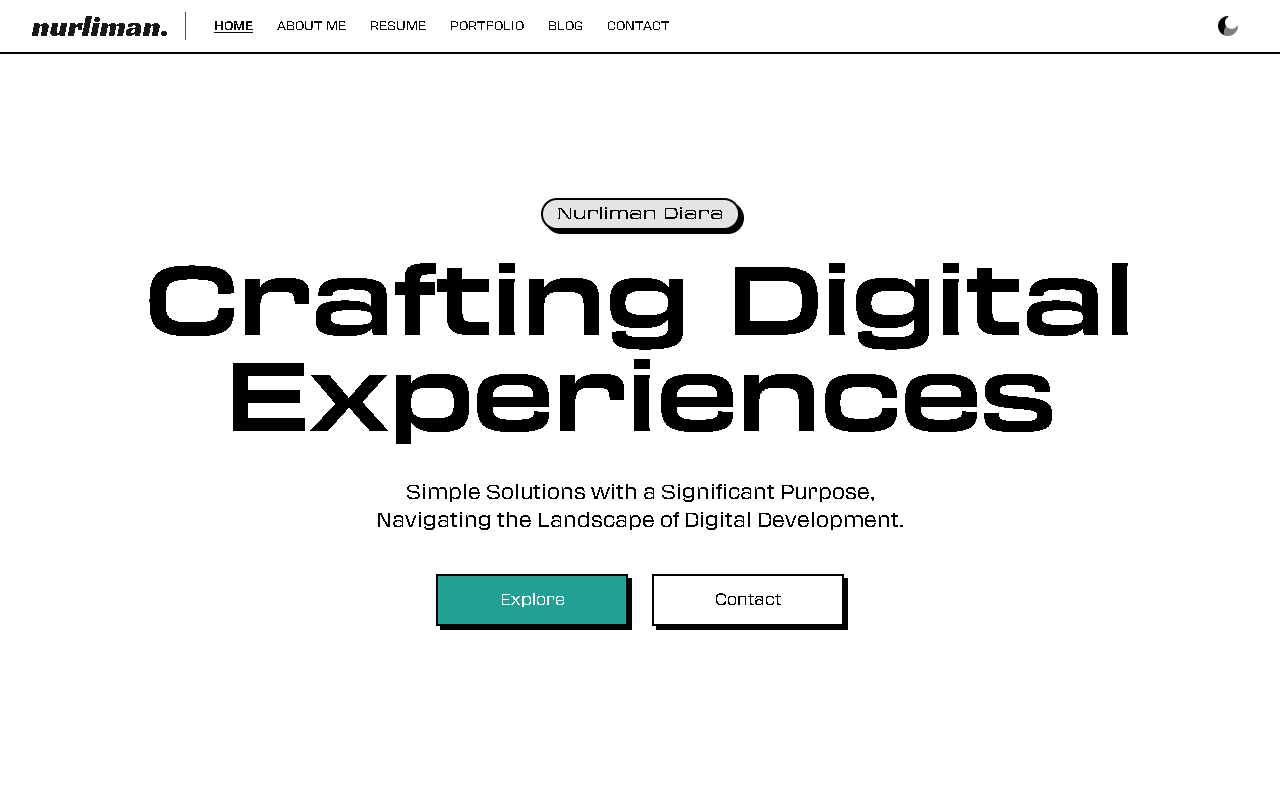 nurliman.
HOME
ABOUT ME
RESUME
PORTFOLIO
BLOG
CONTACT
Nurliman Diara
Crafting Digital
Experiences
Simple Solutions with a Significant Purpose,
Navigating the Landscape of Digital Development.
Explore
Contact